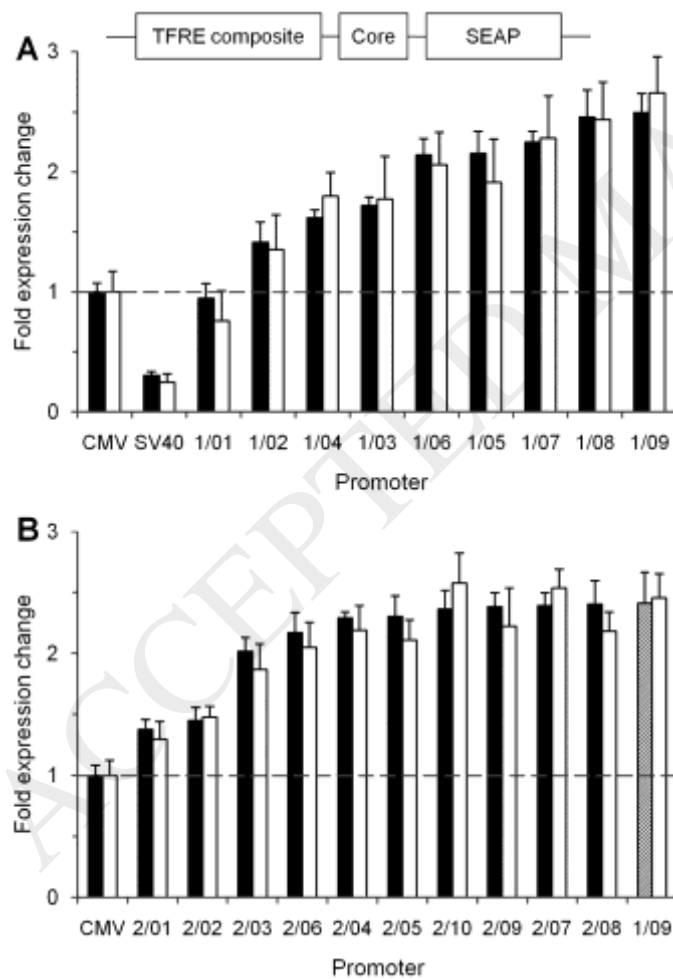 TFRE composite Core SEAP
A
3
2
1
0
Fold expression change
CMV SV40 1/01 1/02 1/04 1/03 1/06 1/05 1/07 1/08 1/09
Promoter
B
3
2
1
0
Fold expression change
CMV 2/01 2/02 2/03 2/06 2/04 2/05 2/10 2/09 2/07 2/08 1/09
Promoter
ACCEPTED MA